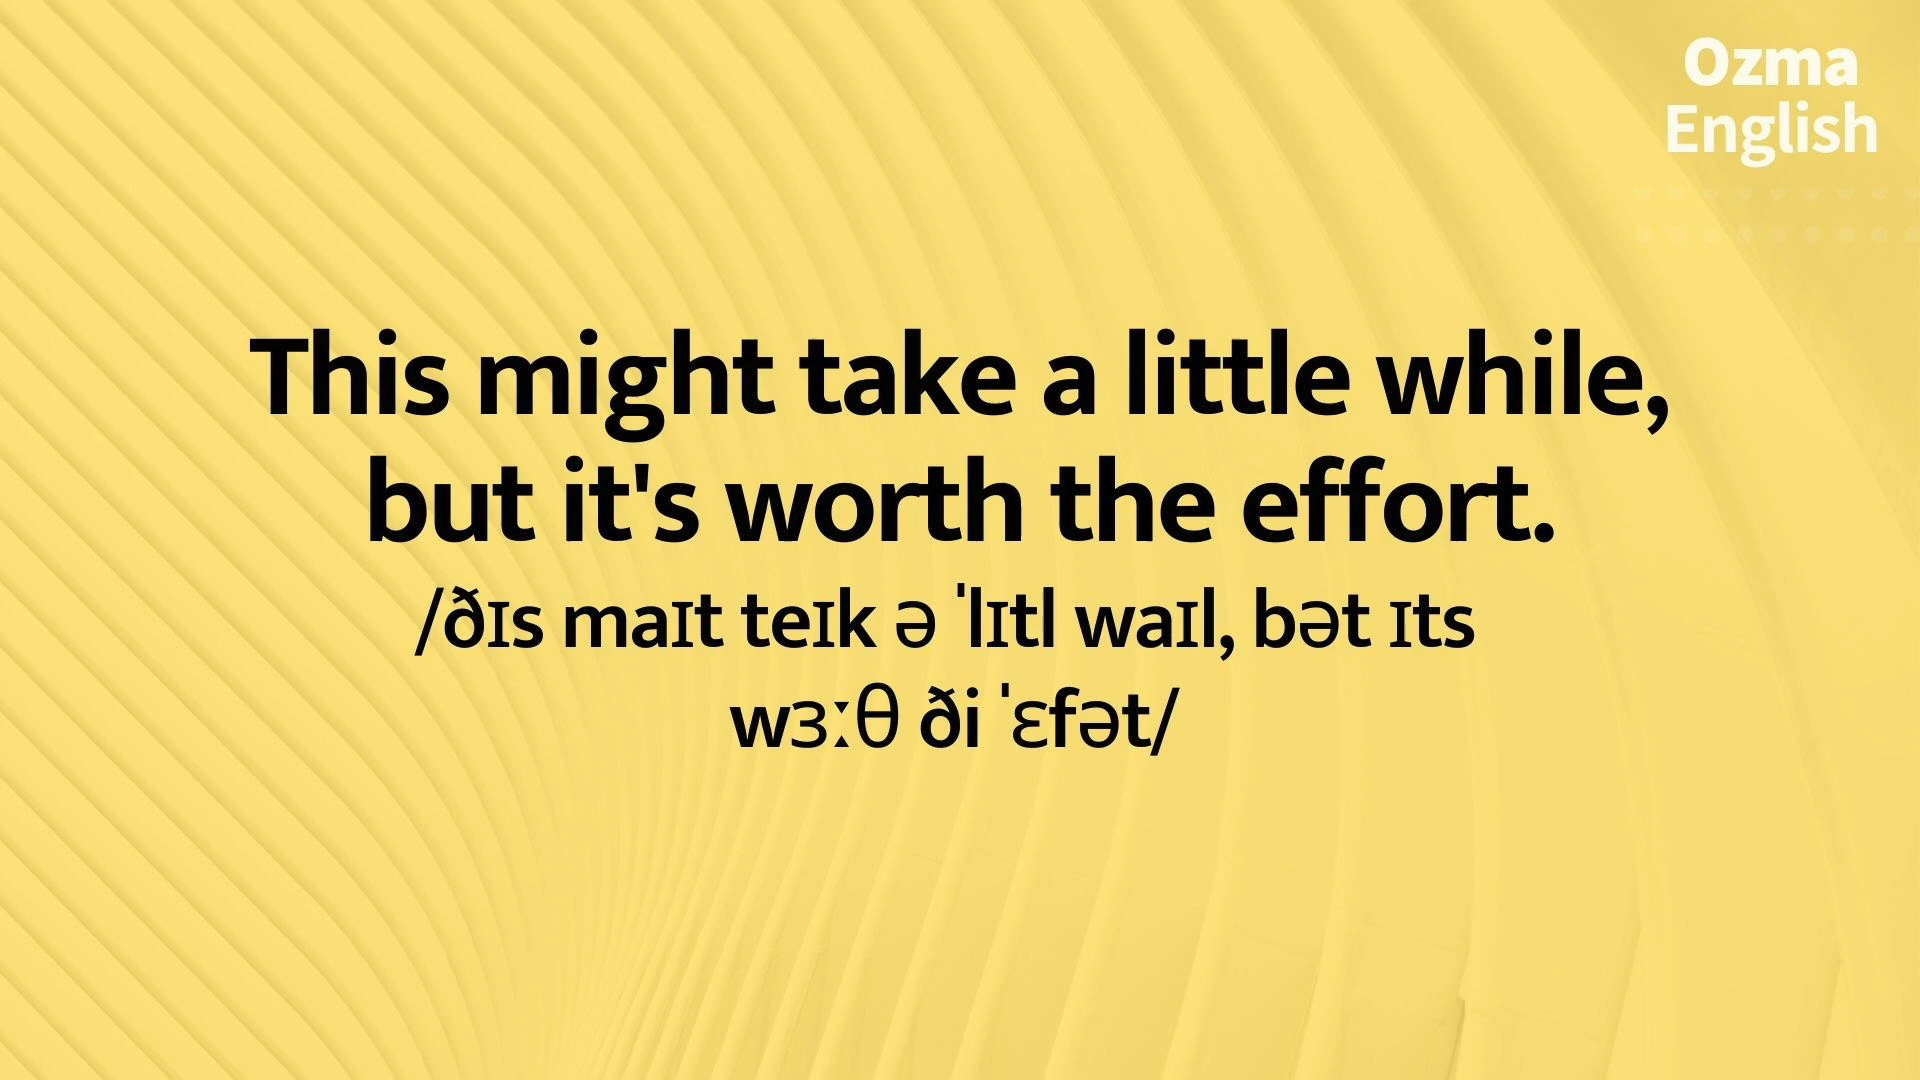 Ozma
English
This might take a little while,
but it's worth the effort.
/ðɪs maɪt teɪk ə ˈlɪtl waɪl, bət ɪts
wɜːθ ði ˈɛfət/